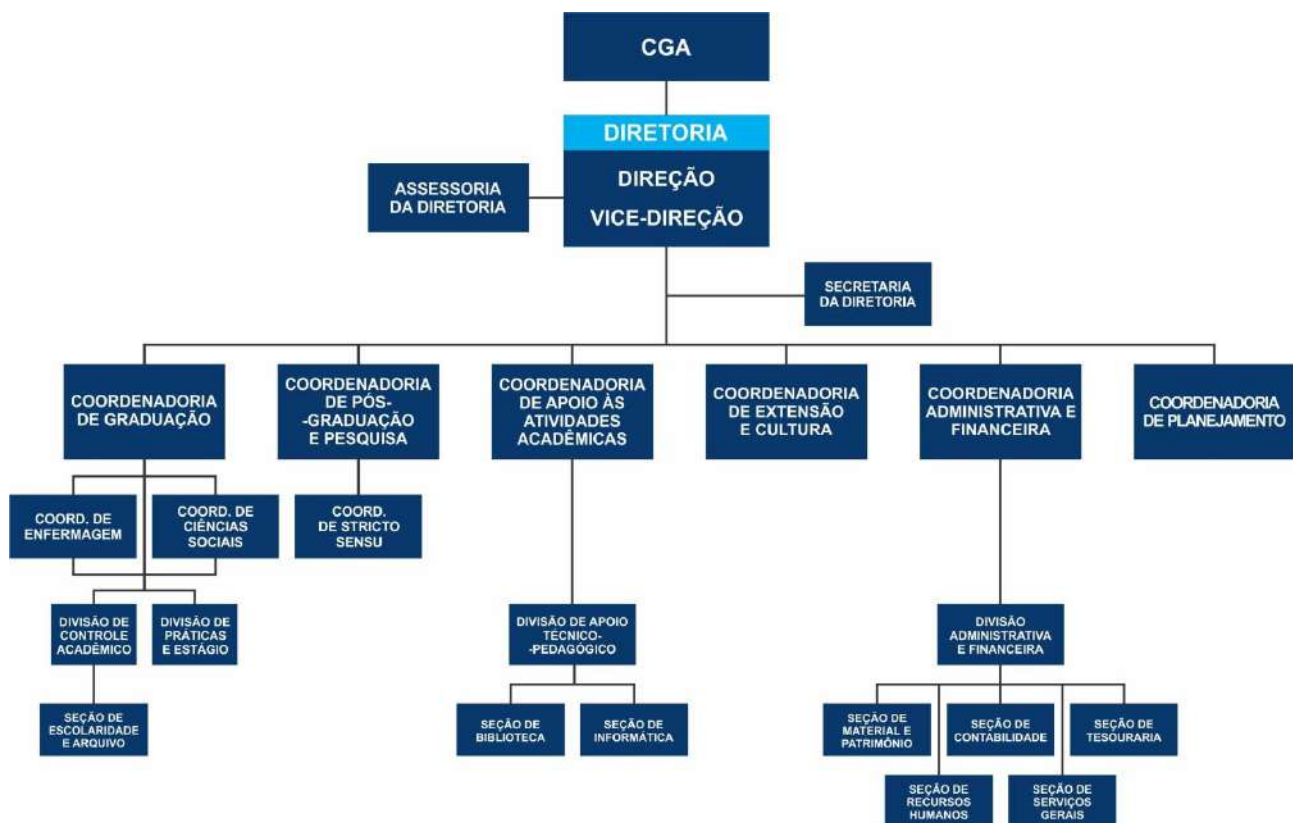 CGA
DIRETORIA
DIREÇÃO
VICE-DIREÇÃO
ASSESSORIA
DA DIRETORIA
SECRETARIA
DA DIRETORIA
COORDENADORIA
DE GRADUAÇÃO
COORDENADORIA
DE PÓS-
-GRADUAÇÃO
E PESQUISA
COORDENADORIA
DE APOIO ÀS
ATIVIDADES
ACADÊMICAS
COORDENADORIA
DE EXTENSÃO
E CULTURA
COORDENADORIA
ADMINISTRATIVA E
FINANCEIRA
COORDENADORIA
DE PLANEJAMENTO
COORD. DE
ENFERMAGEM
COORD. DE
CIÊNCIAS
SOCIAIS
COORD.
DE STRICTO
SENSU
DIVISÃO DE
CONTROLE
ACADÊMICO
DIVISÃO DE
PRÁTICAS
E ESTÁGIO
DIVISÃO DE APOIO
TÉCNICO-
-PEDAGÓGICO
DIVISÃO
ADMINISTRATIVA
E FINANCEIRA
SEÇÃO DE
ESCOLARIDADE
E ARQUIVO
SEÇÃO DE
BIBLIOTECA
SEÇÃO DE
INFORMÁTICA
SEÇÃO DE
MATERIAL E
PATRIMÔNIO
SEÇÃO DE
CONTABILIDADE
SEÇÃO DE
TESOURARIA
SEÇÃO DE
RECURSOS
HUMANOS
SEÇÃO DE
SERVIÇOS
GERAIS